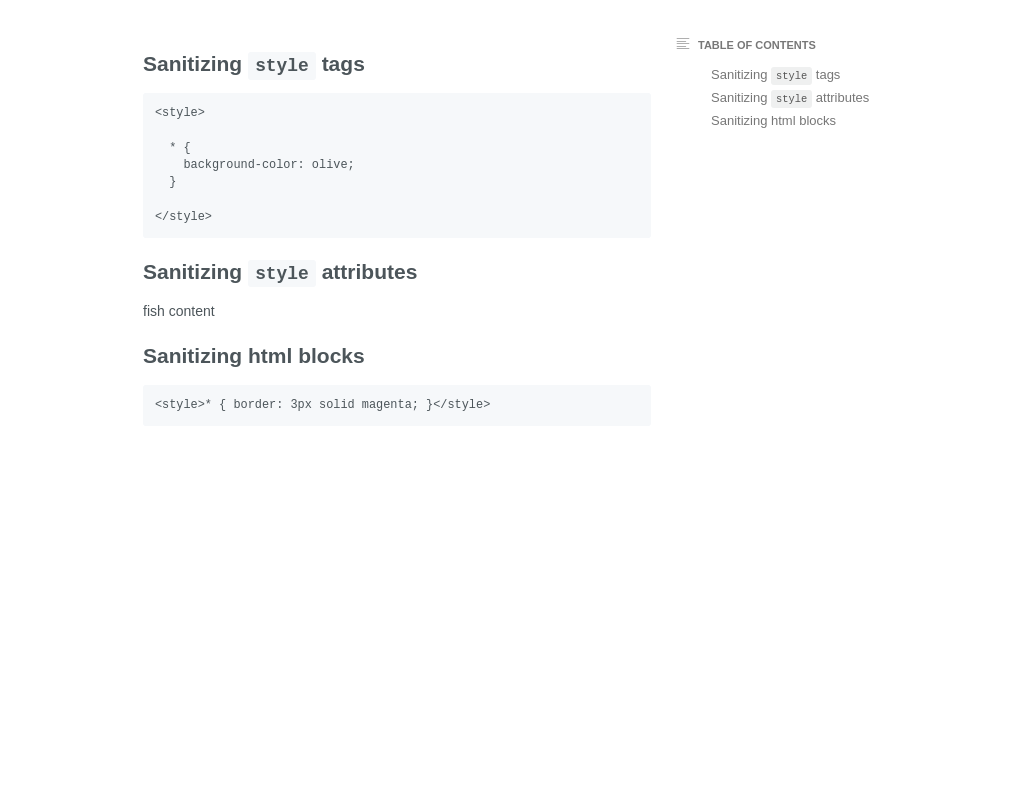 Sanitizing style tags
<style>
  * {
    background-color: olive;
  }
</style>
Sanitizing style attributes
fish content
Sanitizing html blocks
<style>* { border: 3px solid magenta; }</style>
TABLE OF CONTENTS
Sanitizing style tags
Sanitizing style attributes
Sanitizing html blocks